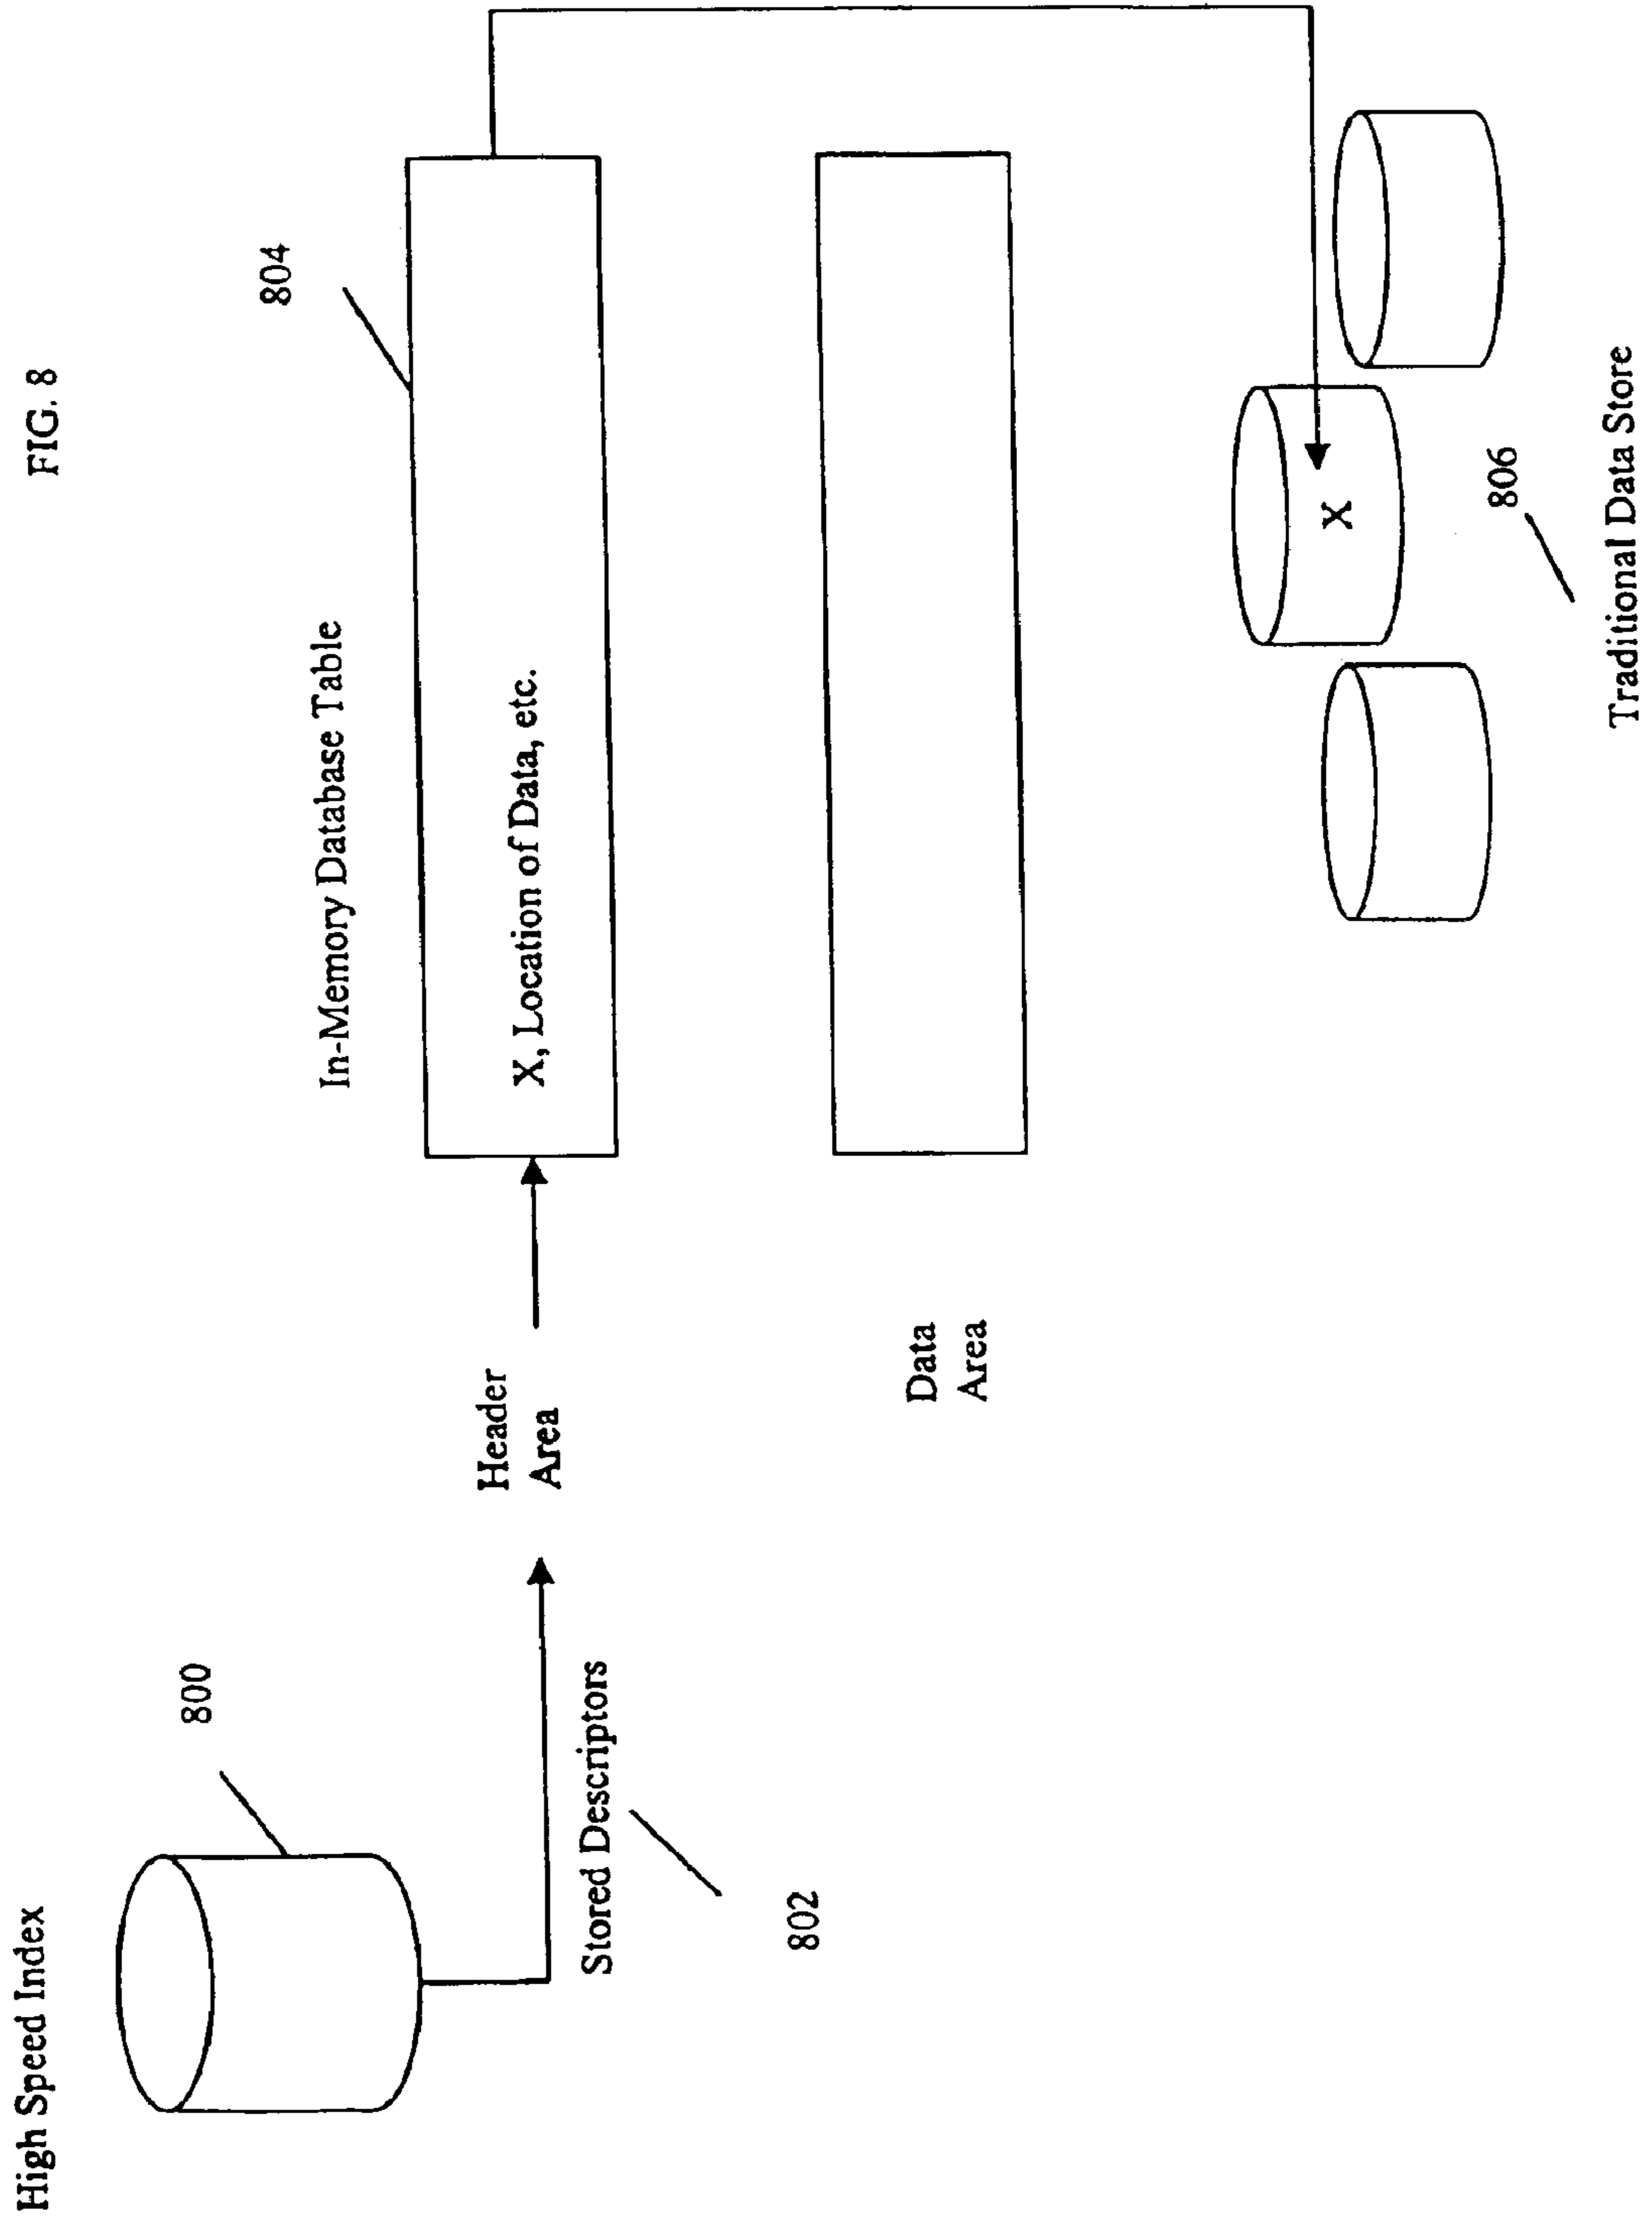 FIG. 8
High Speed Index
800
In-Memory Database Table
804
Header
Area
X, Location of Data, etc.
Stored Descriptors
802
Data
Area
X
806
Traditional Data Store